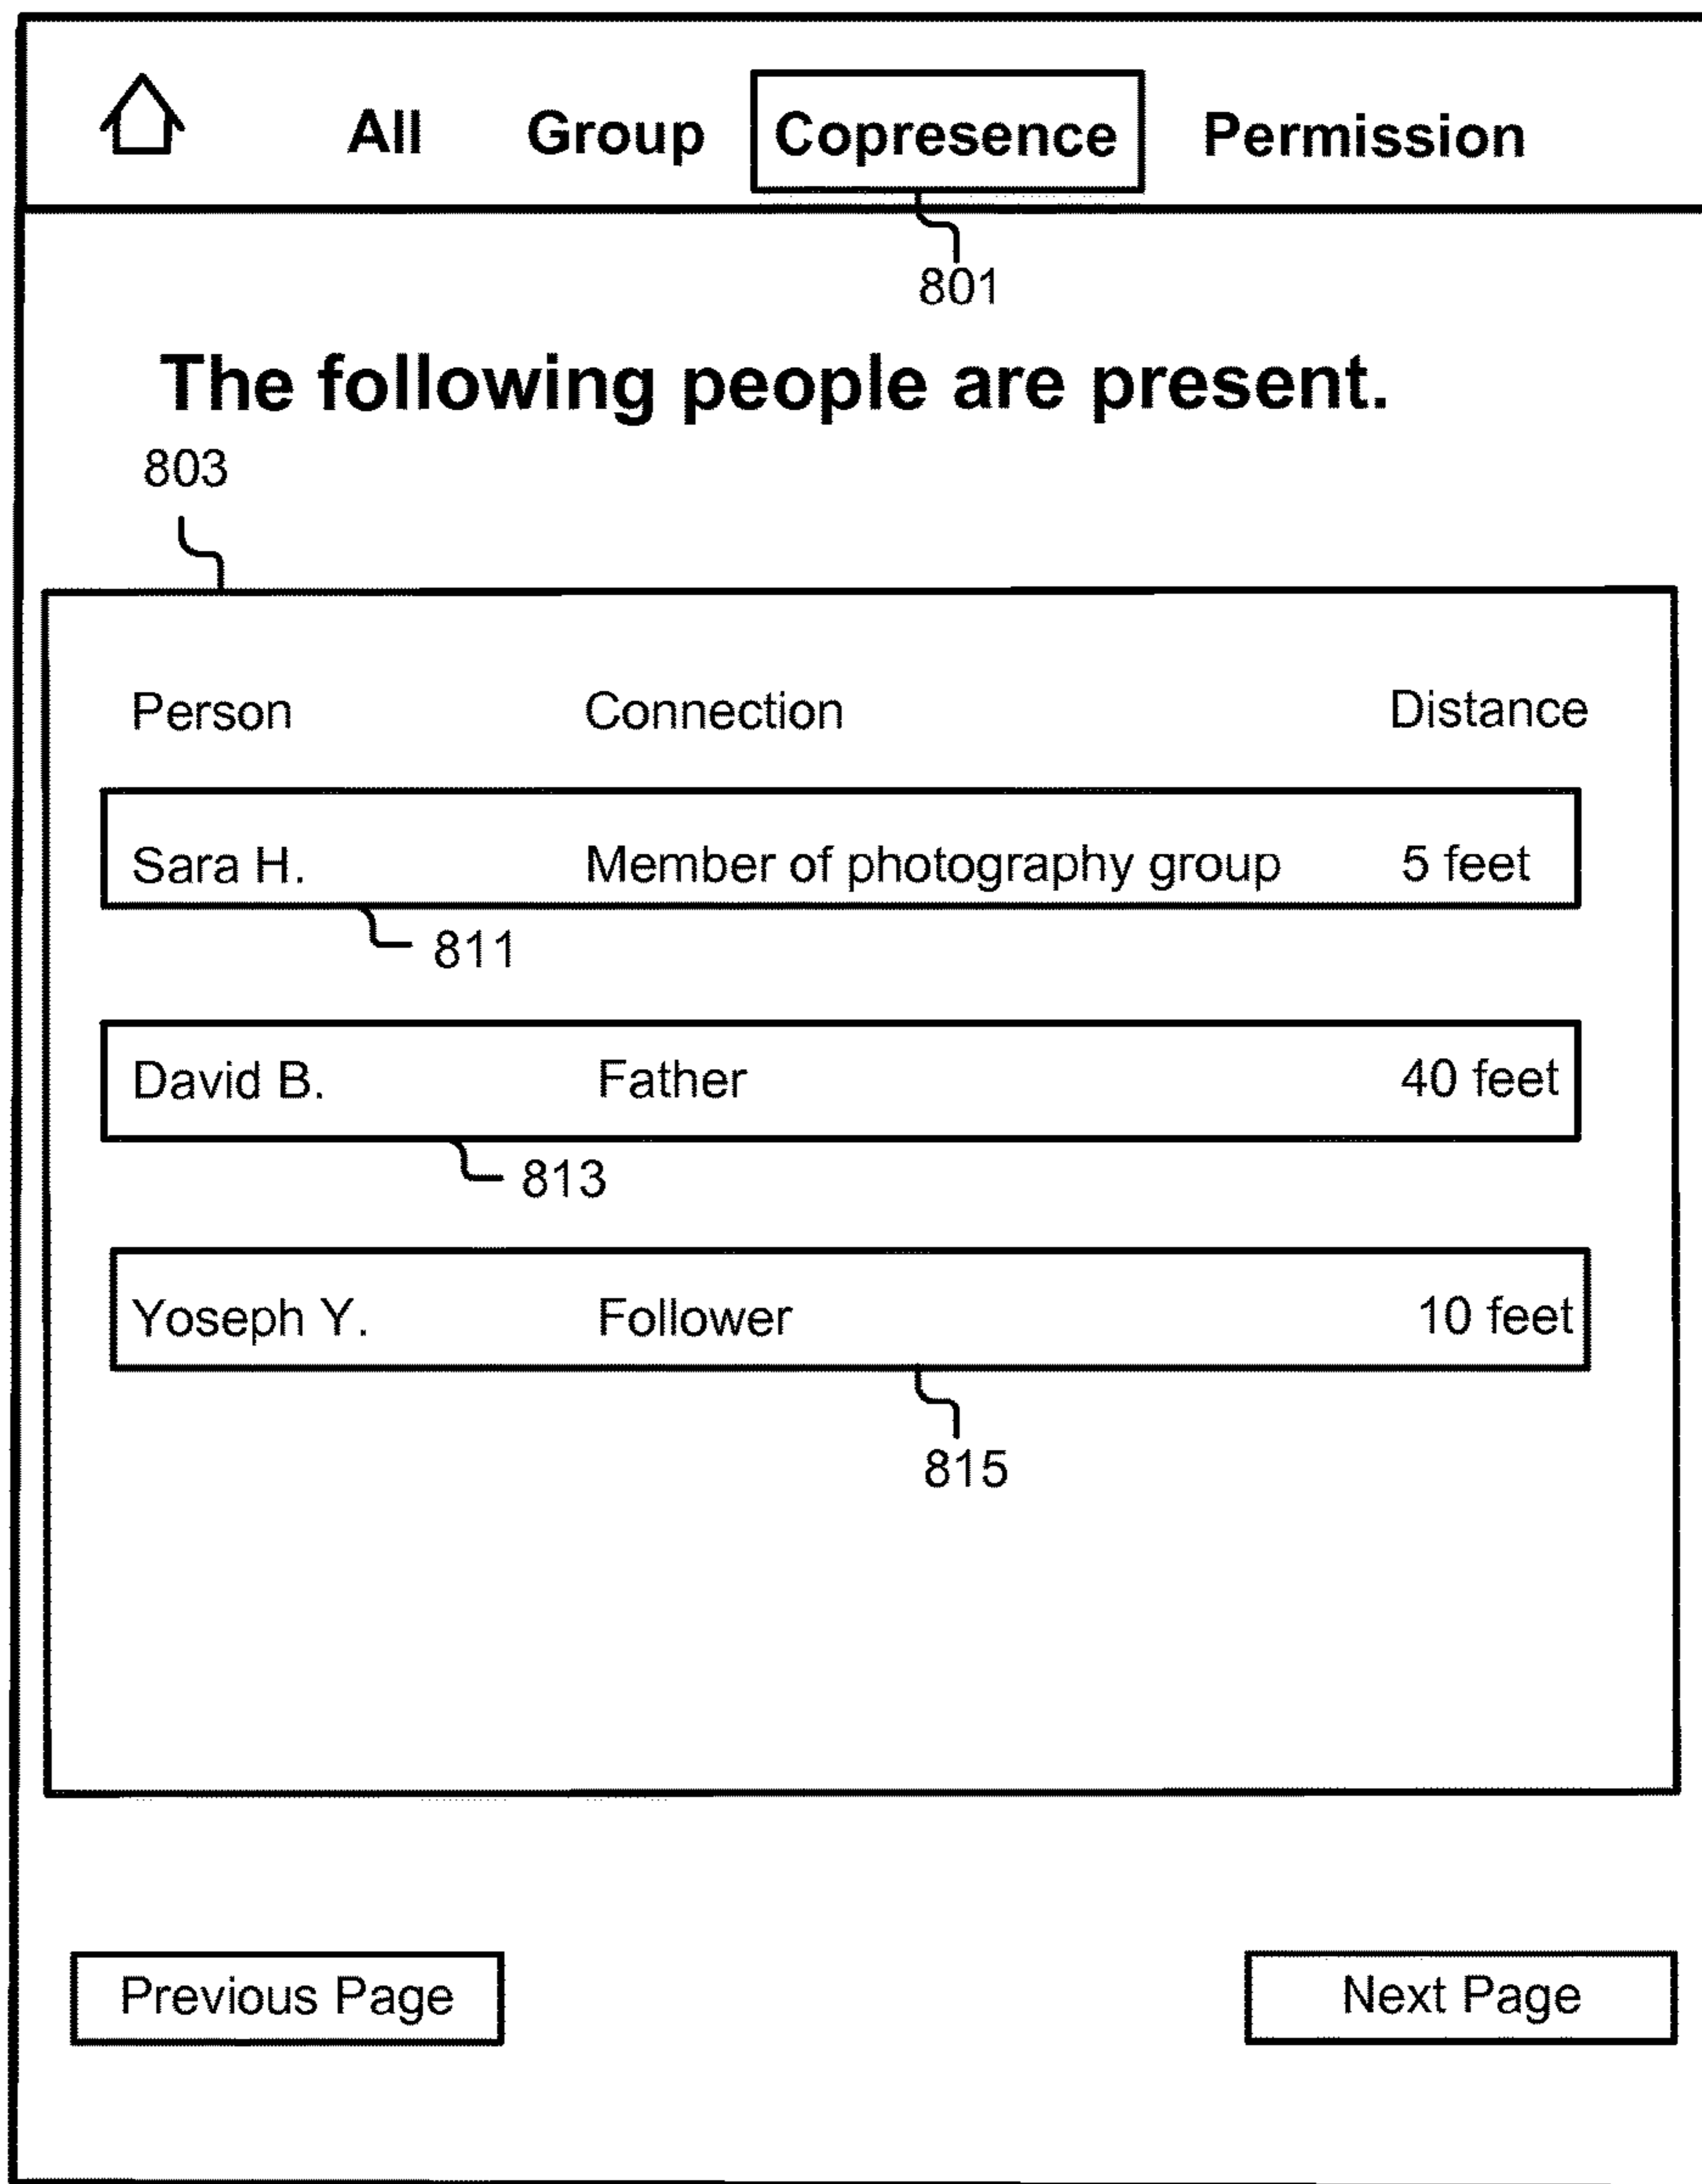 All Group Copresence Permission
801
The following people are present.
803
Person Connection Distance
Sara H. Member of photography group 5 feet
811
David B. Father 40 feet
813
Yoseph Y. Follower 10 feet
815
Previous Page Next Page